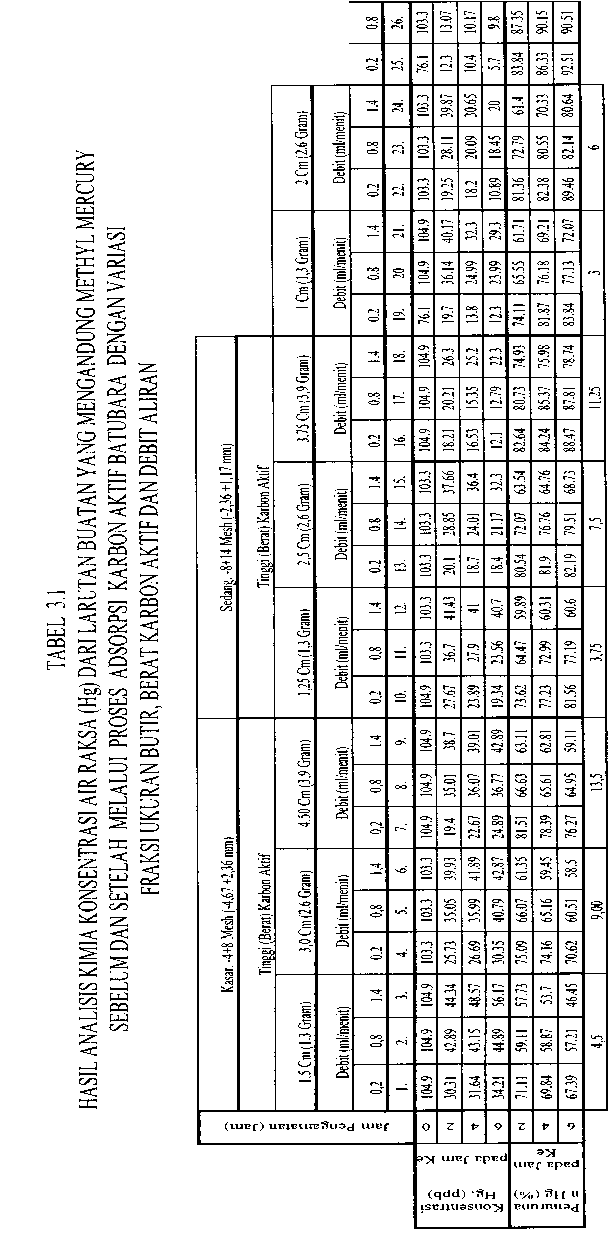 TABEL 3.1
HASIL ANALISIS KIMIA KONSENTRASI AIR RAKSA (Hg) DARI LARUTAN BUATAN YANG MENGANDUNG METHYL MERCURY
SEBELUM DAN SETELAH MELALUI PROSES ADSORPSI KARBON AKTIF BATUBARA DENGAN VARIASI
FRAKSI UKURAN BUTIR, BERAT KARBON AKTIF DAN DEBIT ALIRAN
Kasar. -4+8 Mesh (-4.67 +2,36 mm) Sedang. -8+14 Mesh (-2,36 +1,17 mm)
Tinggi (Berat) Karbon Aktif Tinggi (Berat) Karbon Aktif
1.5 Cm (1.3 Gram) 3,0 Cm (2.6 Gram) 4.50 Cm (3.9 Gram) 1,25 Cm (1.3 Gram) 2,5 Cm (2,6 Gram) 3.75 Cm (3.9 Gram) 1 Cm (1,3 Gram) 2 Cm (2.6 Gram)
Debit (ml/menit) Debit (ml/menit) Debit (ml/menit) Debit (ml/menit) Debit (ml/menit) Debit (ml/menit) Debit (ml/menit) Debit (ml/menit)
0,2 0,8 1.4 0.2 0,8 1,4 0,2 0,8 1.4 0.2 0.8 1.4 0.2 0.8 1.4 0.2 0.8 1.4 0.2 0.8 1.4 0.2 0.8 1.4 0.2 0.8
1. 2. 3. 4. 5. 6. 7. 8. 9. 10. 11. 12. 13. 14. 15. 16. 17. 18. 19. 20 21. 22. 23. 24. 25. 26.
Jam Pengamatan (Jam)
Konsentrasi
Hg. (ppb)
pada Jam Ke
0 104.9 104.9 104.9 103.3 103.3 103.3 104.9 104.9 104.9 104.9 103.3 103.3 103.3 103.3 103.3 104.9 104.9 104.9 76.1 104.9 104.9 103.3 103.3 103.3 76.1 103.3
2 30.31 42.89 44.34 25.73 35.05 39.93 19.4 35.01 38.7 27.67 36.7 41.43 20.1 28.85 37.66 18.21 20.21 26.3 19.7 36.14 40.17 19.25 28.11 39.87 12.3 13.07
4 31.64 43.15 48.57 26.69 35.99 41.89 22.67 36.07 39.01 23.89 27.9 41 18.7 24.01 36.4 16.53 15.35 25.2 13.8 24.99 32.3 18.2 20.09 30.65 10.4 10.17
6 34.21 44.89 56.17 30.35 40.79 42.87 24.89 36.77 42.89 19.34 23.56 40.7 18.4 21.17 32.3 12.1 12.79 22.3 12.3 23.99 29.3 10.89 18.45 20 5.7 9.8
Penuruna
n Hg (%)
pada Jam
Ke
2 71.11 59.11 57.73 75.09 66.07 61.35 81.51 66.63 63.11 73.62 64.47 59.89 80.54 72.07 63.54 82.64 80.73 74.93 74.11 65.55 61.71 81.36 72.79 61.4 83.84 87.35
4 69.84 58.87 53.7 74.16 65.16 59.45 78.39 65.61 62.81 77.23 72.99 60.31 81.9 76.76 64.76 84.24 85.37 75.98 81.87 76.18 69.21 82.38 80.55 70.33 86.33 90.15
6 67.39 57.21 46.45 70.62 60.51 58.5 76.27 64.95 59.11 81.56 77.19 60.6 82.19 79.51 68.73 88.47 87.81 78.74 83.84 77.13 72.07 89.46 82.14 80.64 92.51 90.51
4,5 9,00 13.5 3,75 7,5 11,25 3 6